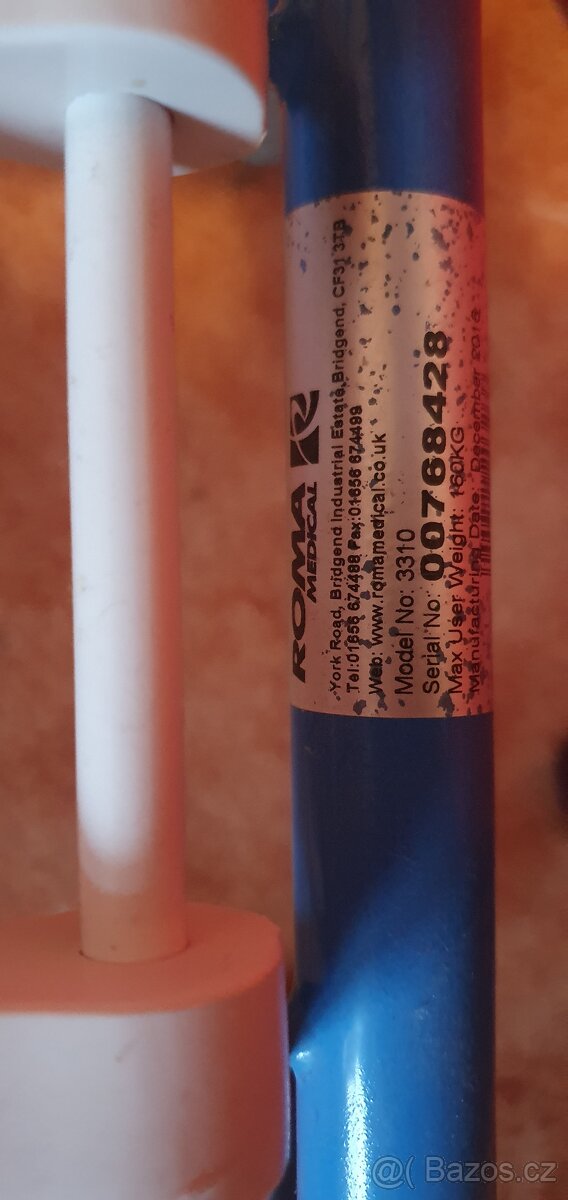 ROMA
MEDICAL
York Road, Bridgend Industrial Estate, Bridgend, CF31 3TB
Tel:01656 674488 Fax:01656 674499
Web: www.romamedical.co.uk
Model No: 3310
Serial No: 00768428
Max User Weight: 160KG
Manufacturing Date: December
Bazos.cz